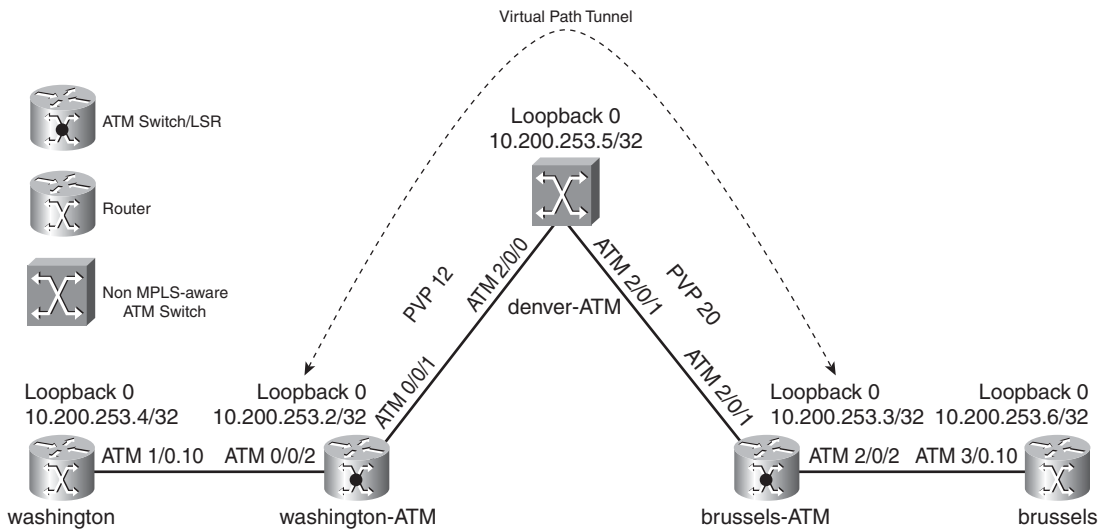 Virtual Path Tunnel
ATM Switch/LSR
Router
Non MPLS-aware
ATM Switch
Loopback 0
10.200.253.5/32
denver-ATM
PVP 12
ATM 2/0/0
ATM 0/0/1
ATM 2/0/1
PVP 20
ATM 2/0/1
Loopback 0
10.200.253.4/32
Loopback 0
10.200.253.2/32
Loopback 0
10.200.253.3/32
Loopback 0
10.200.253.6/32
ATM 1/0.10
ATM 0/0/2
ATM 2/0/2
ATM 3/0.10
washington
washington-ATM
brussels-ATM
brussels